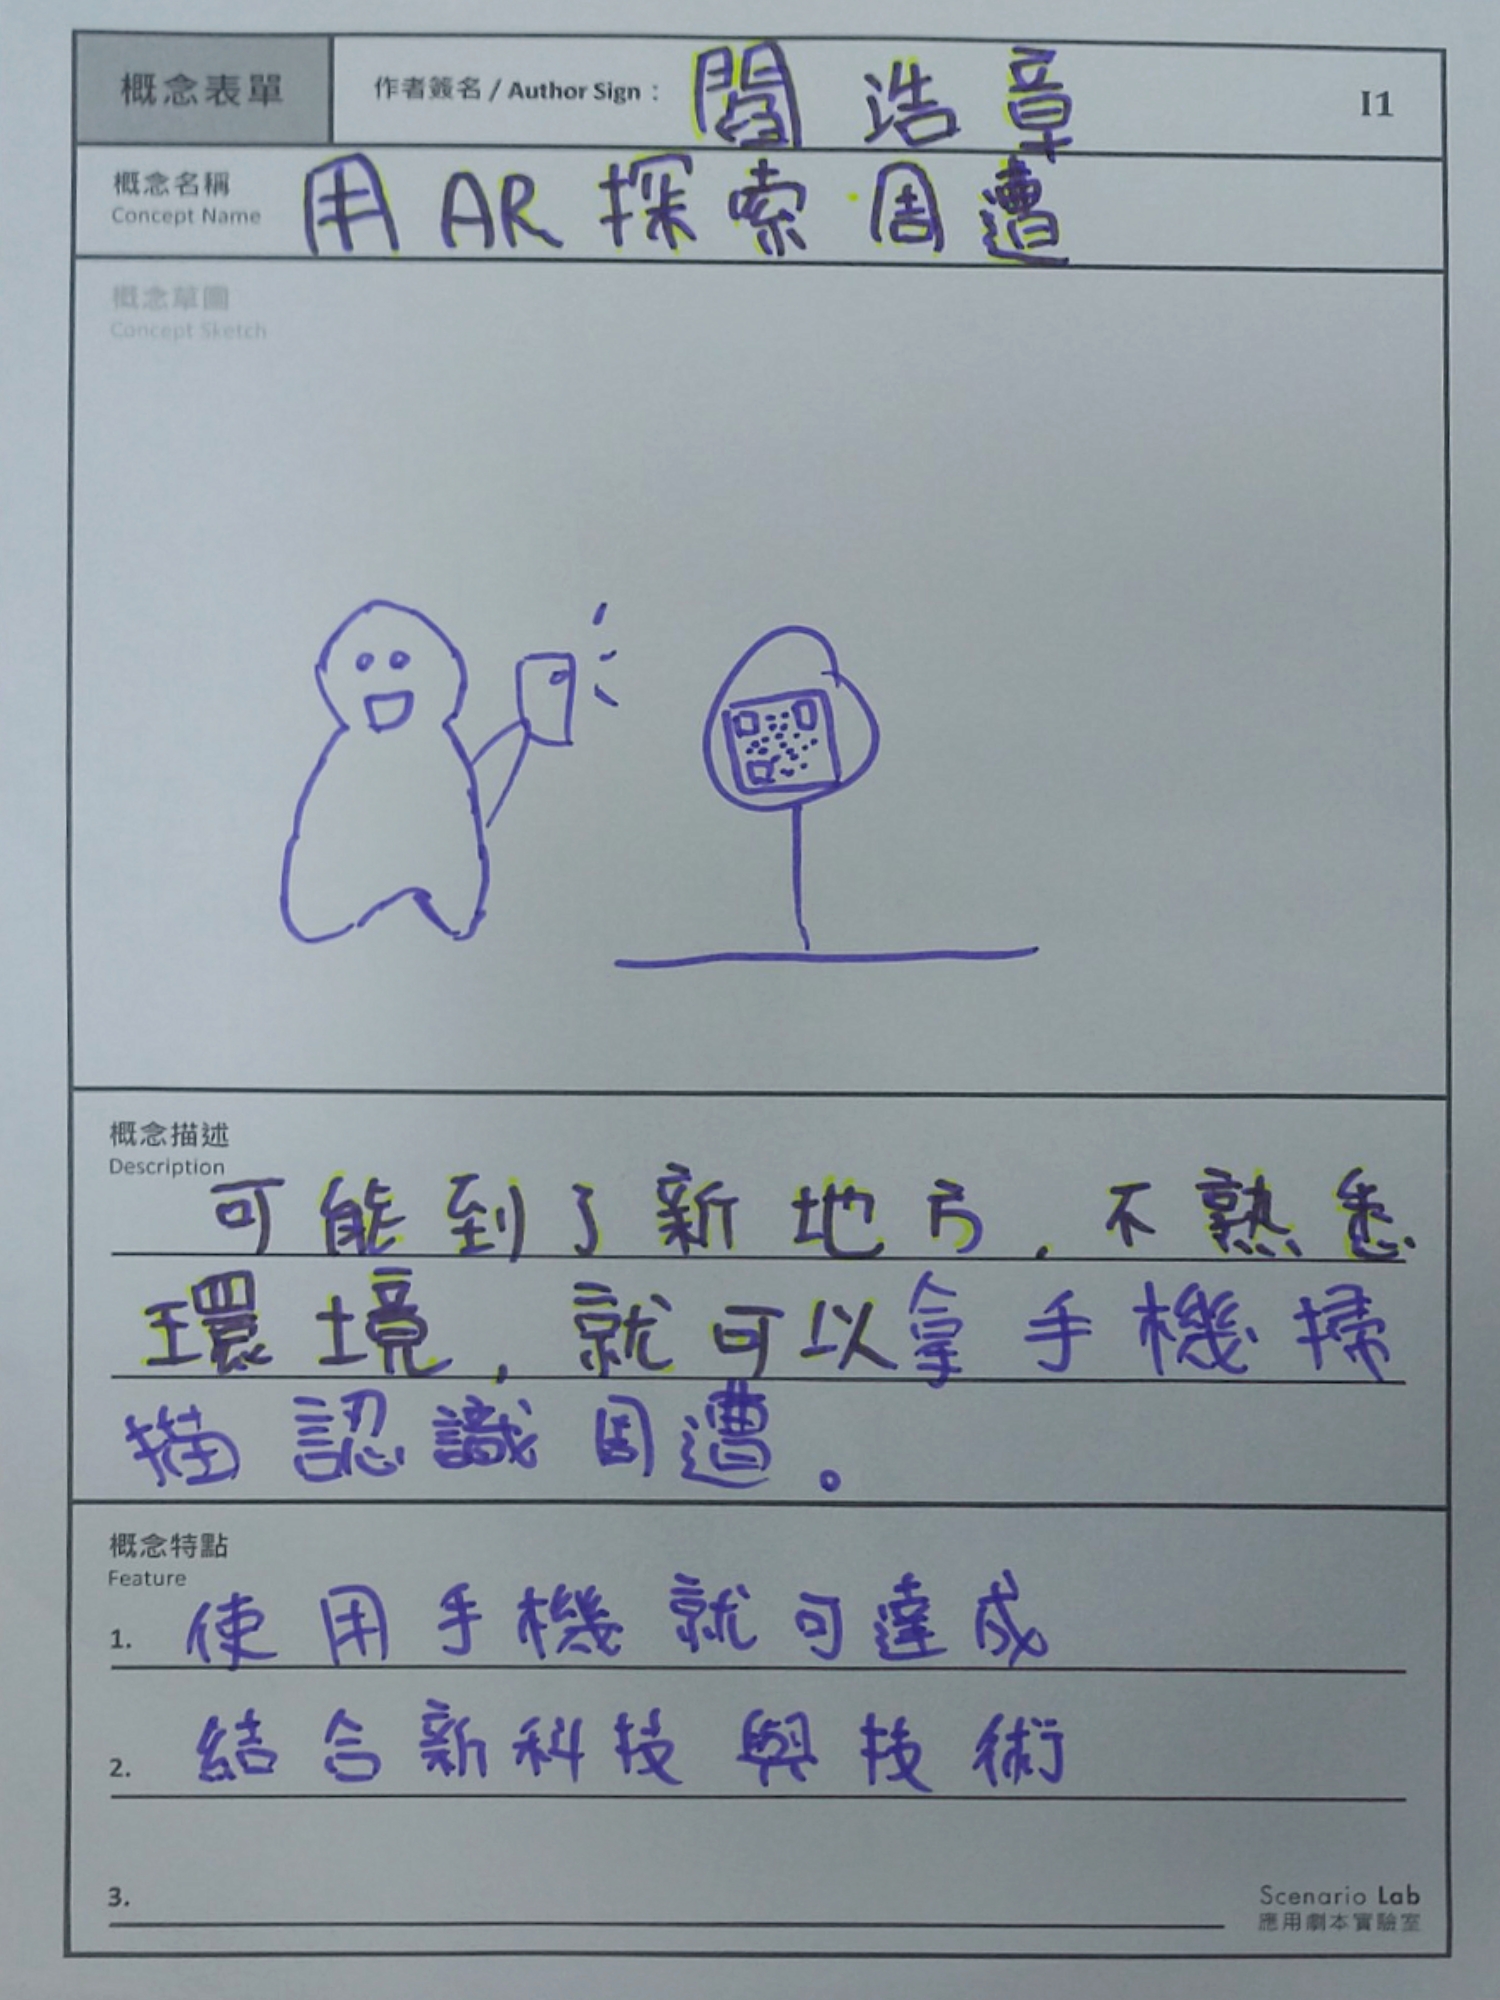 概念表單
作者簽名 / Author Sign : 閻浩章
I1
概念名稱
Concept Name
用AR探索周遭
概念草圖
Concept Sketch
概念描述
Description
可能到了新地方,不熟悉
環境,就可以拿手機掃
描認識周遭。
概念特點
Feature
1. 使用手機就可達成
2. 結合新科技與技術
3.
Scenario Lab
應用劇本實驗室